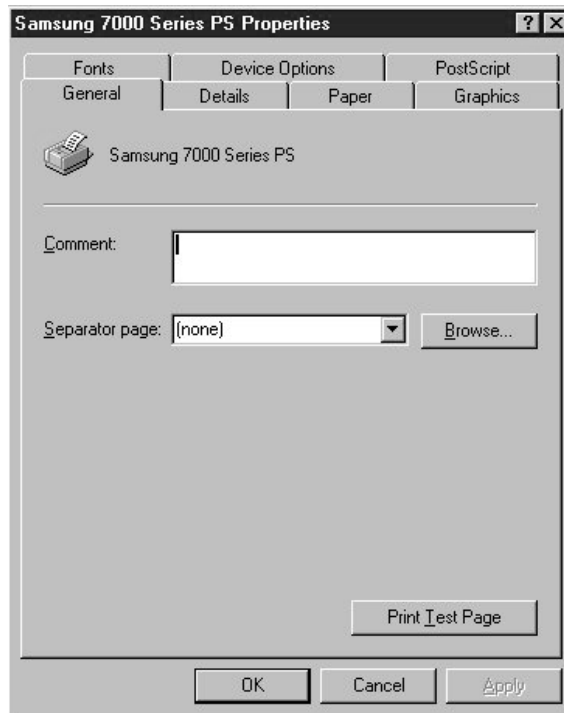 Samsung 7000 Series PS Properties
Fonts Device Options PostScript
General Details Paper Graphics
Samsung 7000 Series PS
Comment:
Separator page: (none) Browse...
Print Test Page
OK Cancel Apply